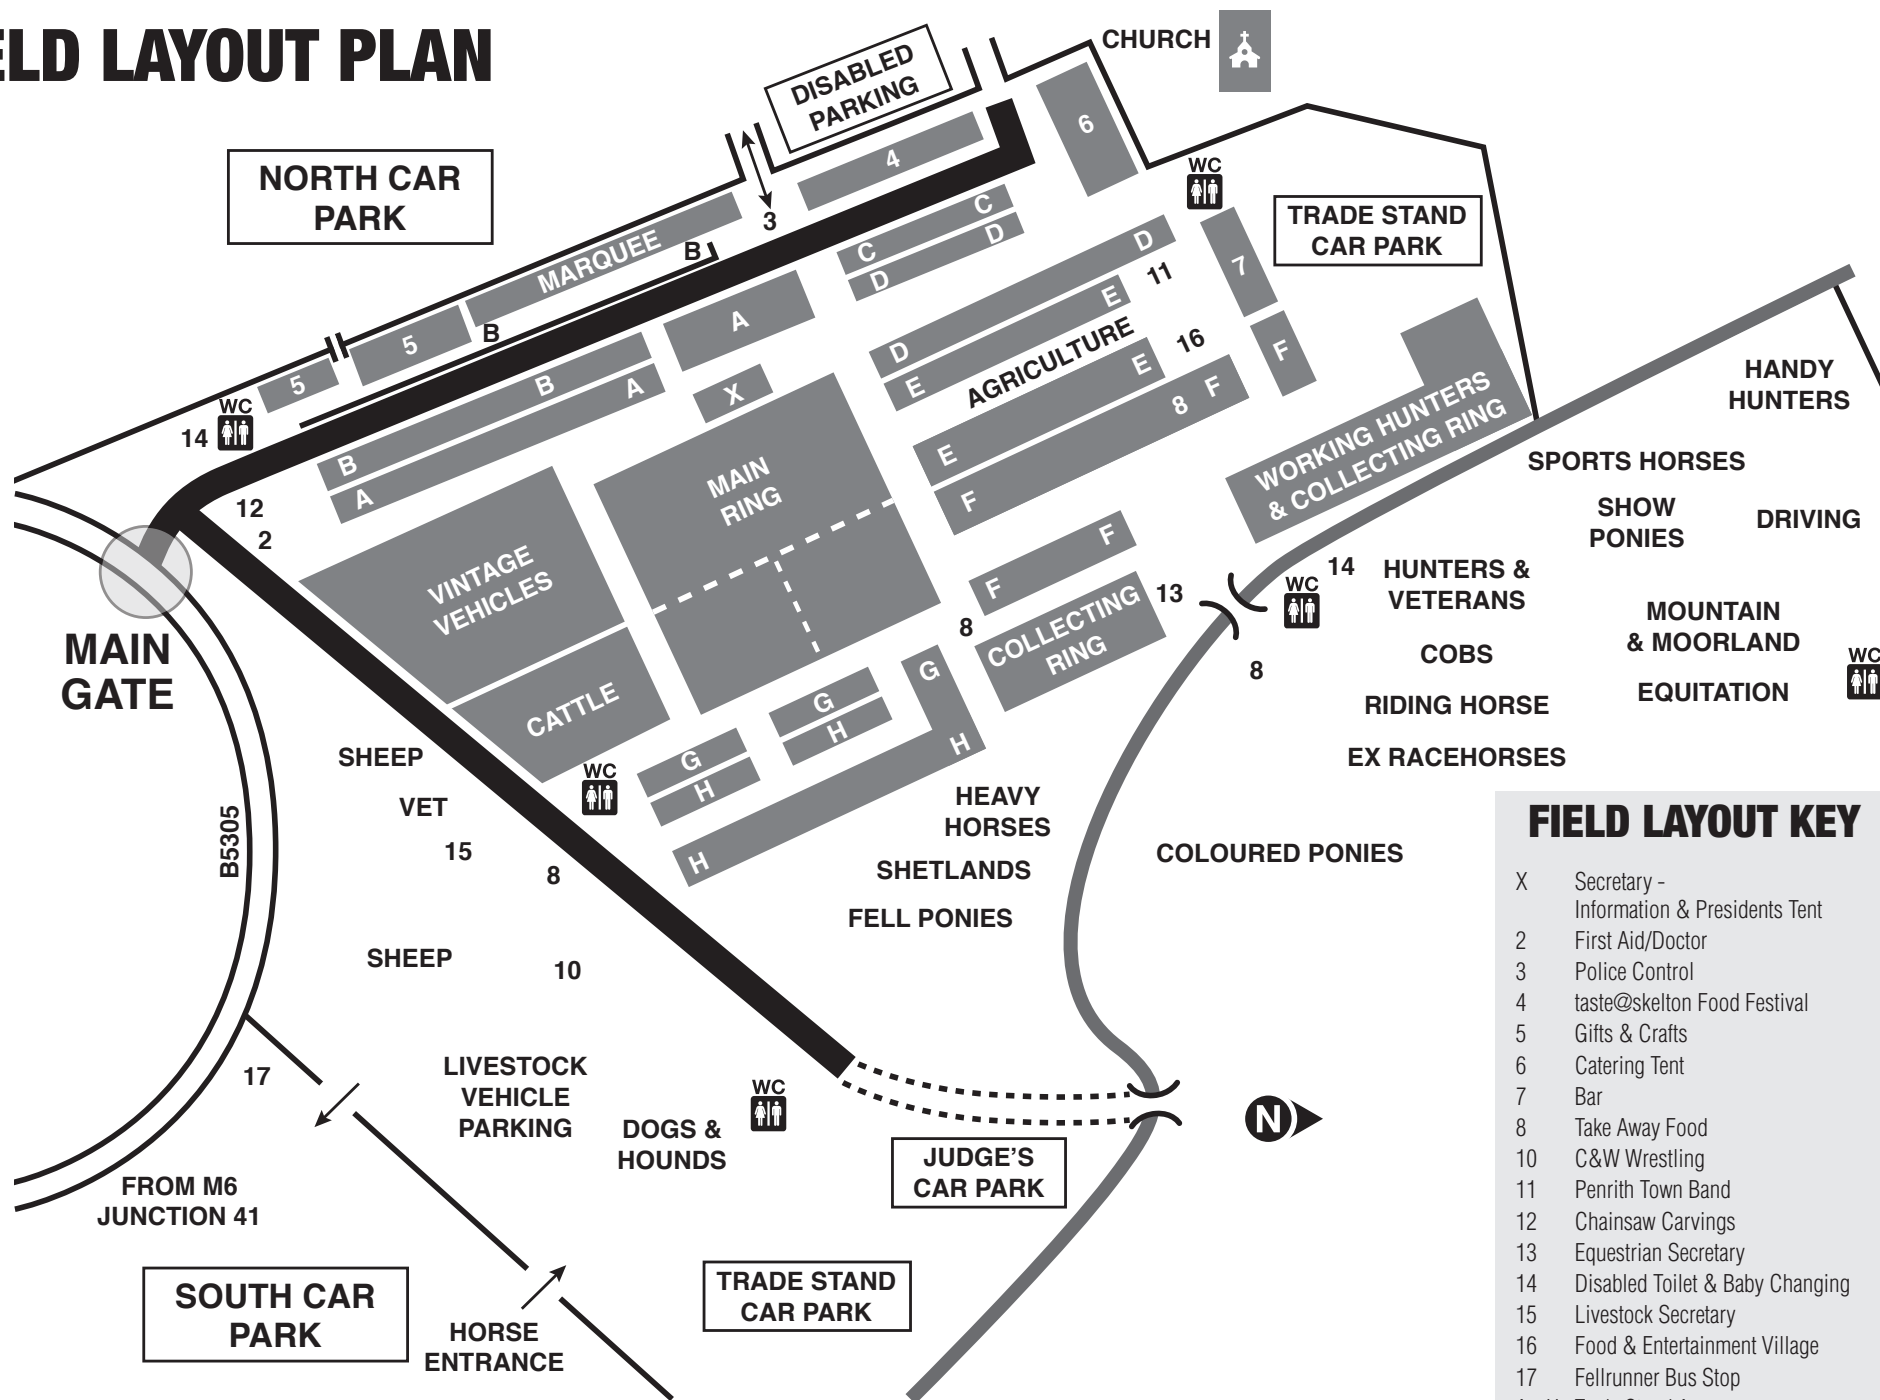 LAYOUT PLAN
CHURCH
DISABLED
PARKING
NORTH CAR
PARK
6
4
WC
3
C
C
D
D
TRADE STAND
CAR PARK
MARQUEE
B
D
7
11
A
E
5
B
D
E
AGRICULTURE
16
E
F
5
B
A
X
8
F
WC
14
HANDY
HUNTERS
B
A
E
F
WORKING HUNTERS
& COLLECTING RING
SPORTS HORSES
MAIN
RING
12
2
SHOW
PONIES
DRIVING
F
F
VINTAGE
VEHICLES
14
WC
HUNTERS &
VETERANS
13
8
COLLECTING
RING
MAIN
GATE
MOUNTAIN
& MOORLAND
COBS
8
WC
EQUITATION
RIDING HORSE
CATTLE
G
G
H
H
G
H
EX RACEHORSES
SHEEP
VET
WC
15
8
B5305
HEAVY
HORSES
H
SHETLANDS
FELL PONIES
COLOURED PONIES
SHEEP
10
17
LIVESTOCK
VEHICLE
PARKING
WC
DOGS &
HOUNDS
N
JUDGE'S
CAR PARK
FROM M6
JUNCTION 41
SOUTH CAR
PARK
HORSE
ENTRANCE
TRADE STAND
CAR PARK
FIELD LAYOUT KEY
X Secretary -
Information & Presidents Tent
2 First Aid/Doctor
3 Police Control
4 taste@skelton Food Festival
5 Gifts & Crafts
6 Catering Tent
7 Bar
8 Take Away Food
10 C&W Wrestling
11 Penrith Town Band
12 Chainsaw Carvings
13 Equestrian Secretary
14 Disabled Toilet & Baby Changing
15 Livestock Secretary
16 Food & Entertainment Village
17 Fellrunner Bus Stop